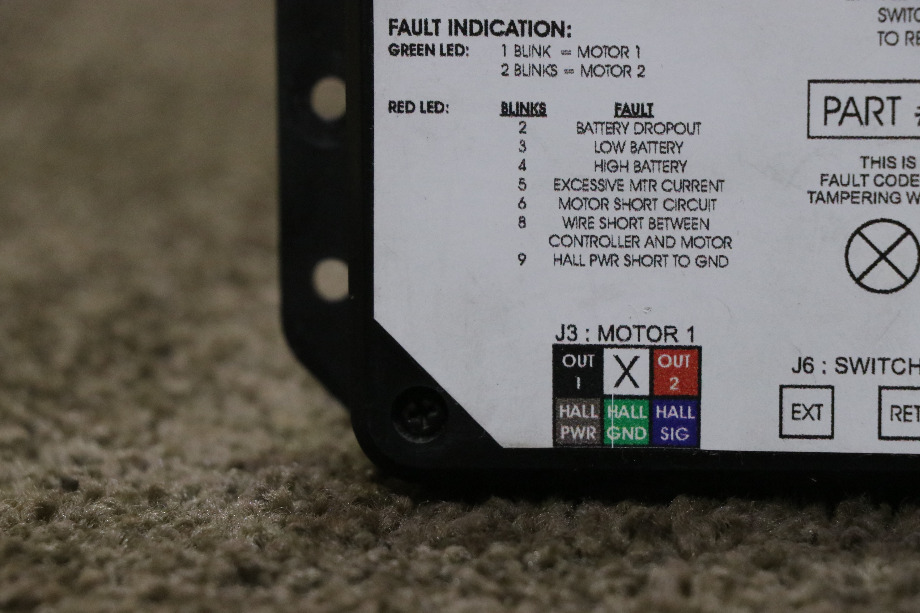 FAULT INDICATION:
GREEN LED: 1 BLINK = MOTOR 1
2 BLINKS = MOTOR 2
RED LED: BLINKS FAULT
2 BATTERY DROPOUT
3 LOW BATTERY
4 HIGH BATTERY
5 EXCESSIVE MTR CURRENT
6 MOTOR SHORT CIRCUIT
8 WIRE SHORT BETWEEN
CONTROLLER AND MOTOR
9 HALL PWR SHORT TO GND
SWITC
TO RE
PART
THIS IS
FAULT CODE
TAMPERING W
J3 : MOTOR 1
OUT 1 X OUT 2
HALL PWR HALL GND HALL SIG
J6 : SWITCH
EXT RET